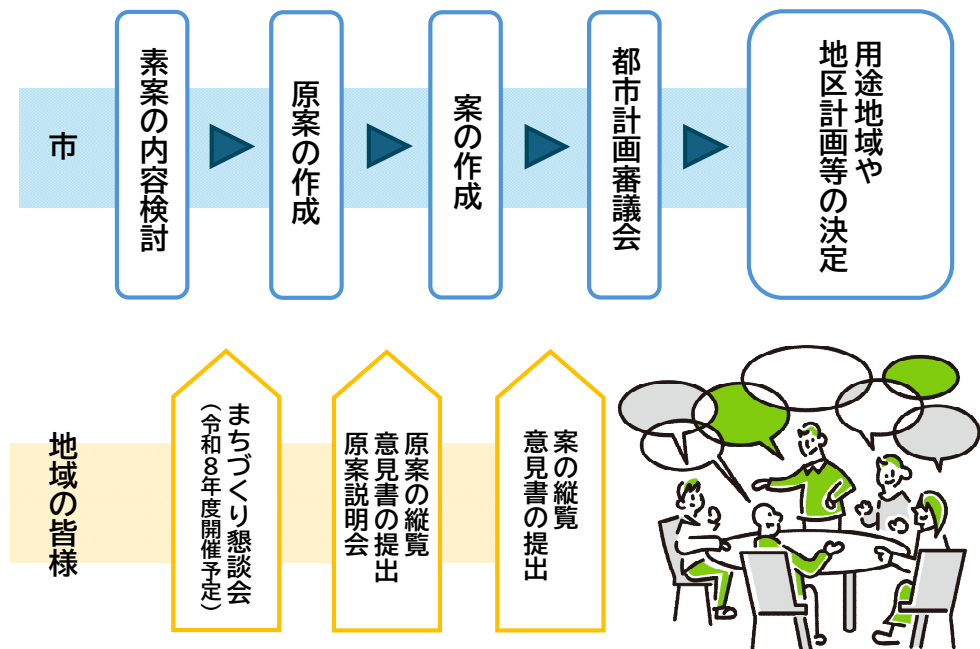 市
素案の内容検討
原案の作成
案の作成
都市計画審議会
用途地域や
地区計画等の決定
地域の皆様
まちづくり懇談会
(令和8年度開催予定)
原案の縦覧
意見書の提出
原案説明会
案の縦覧
意見書の提出